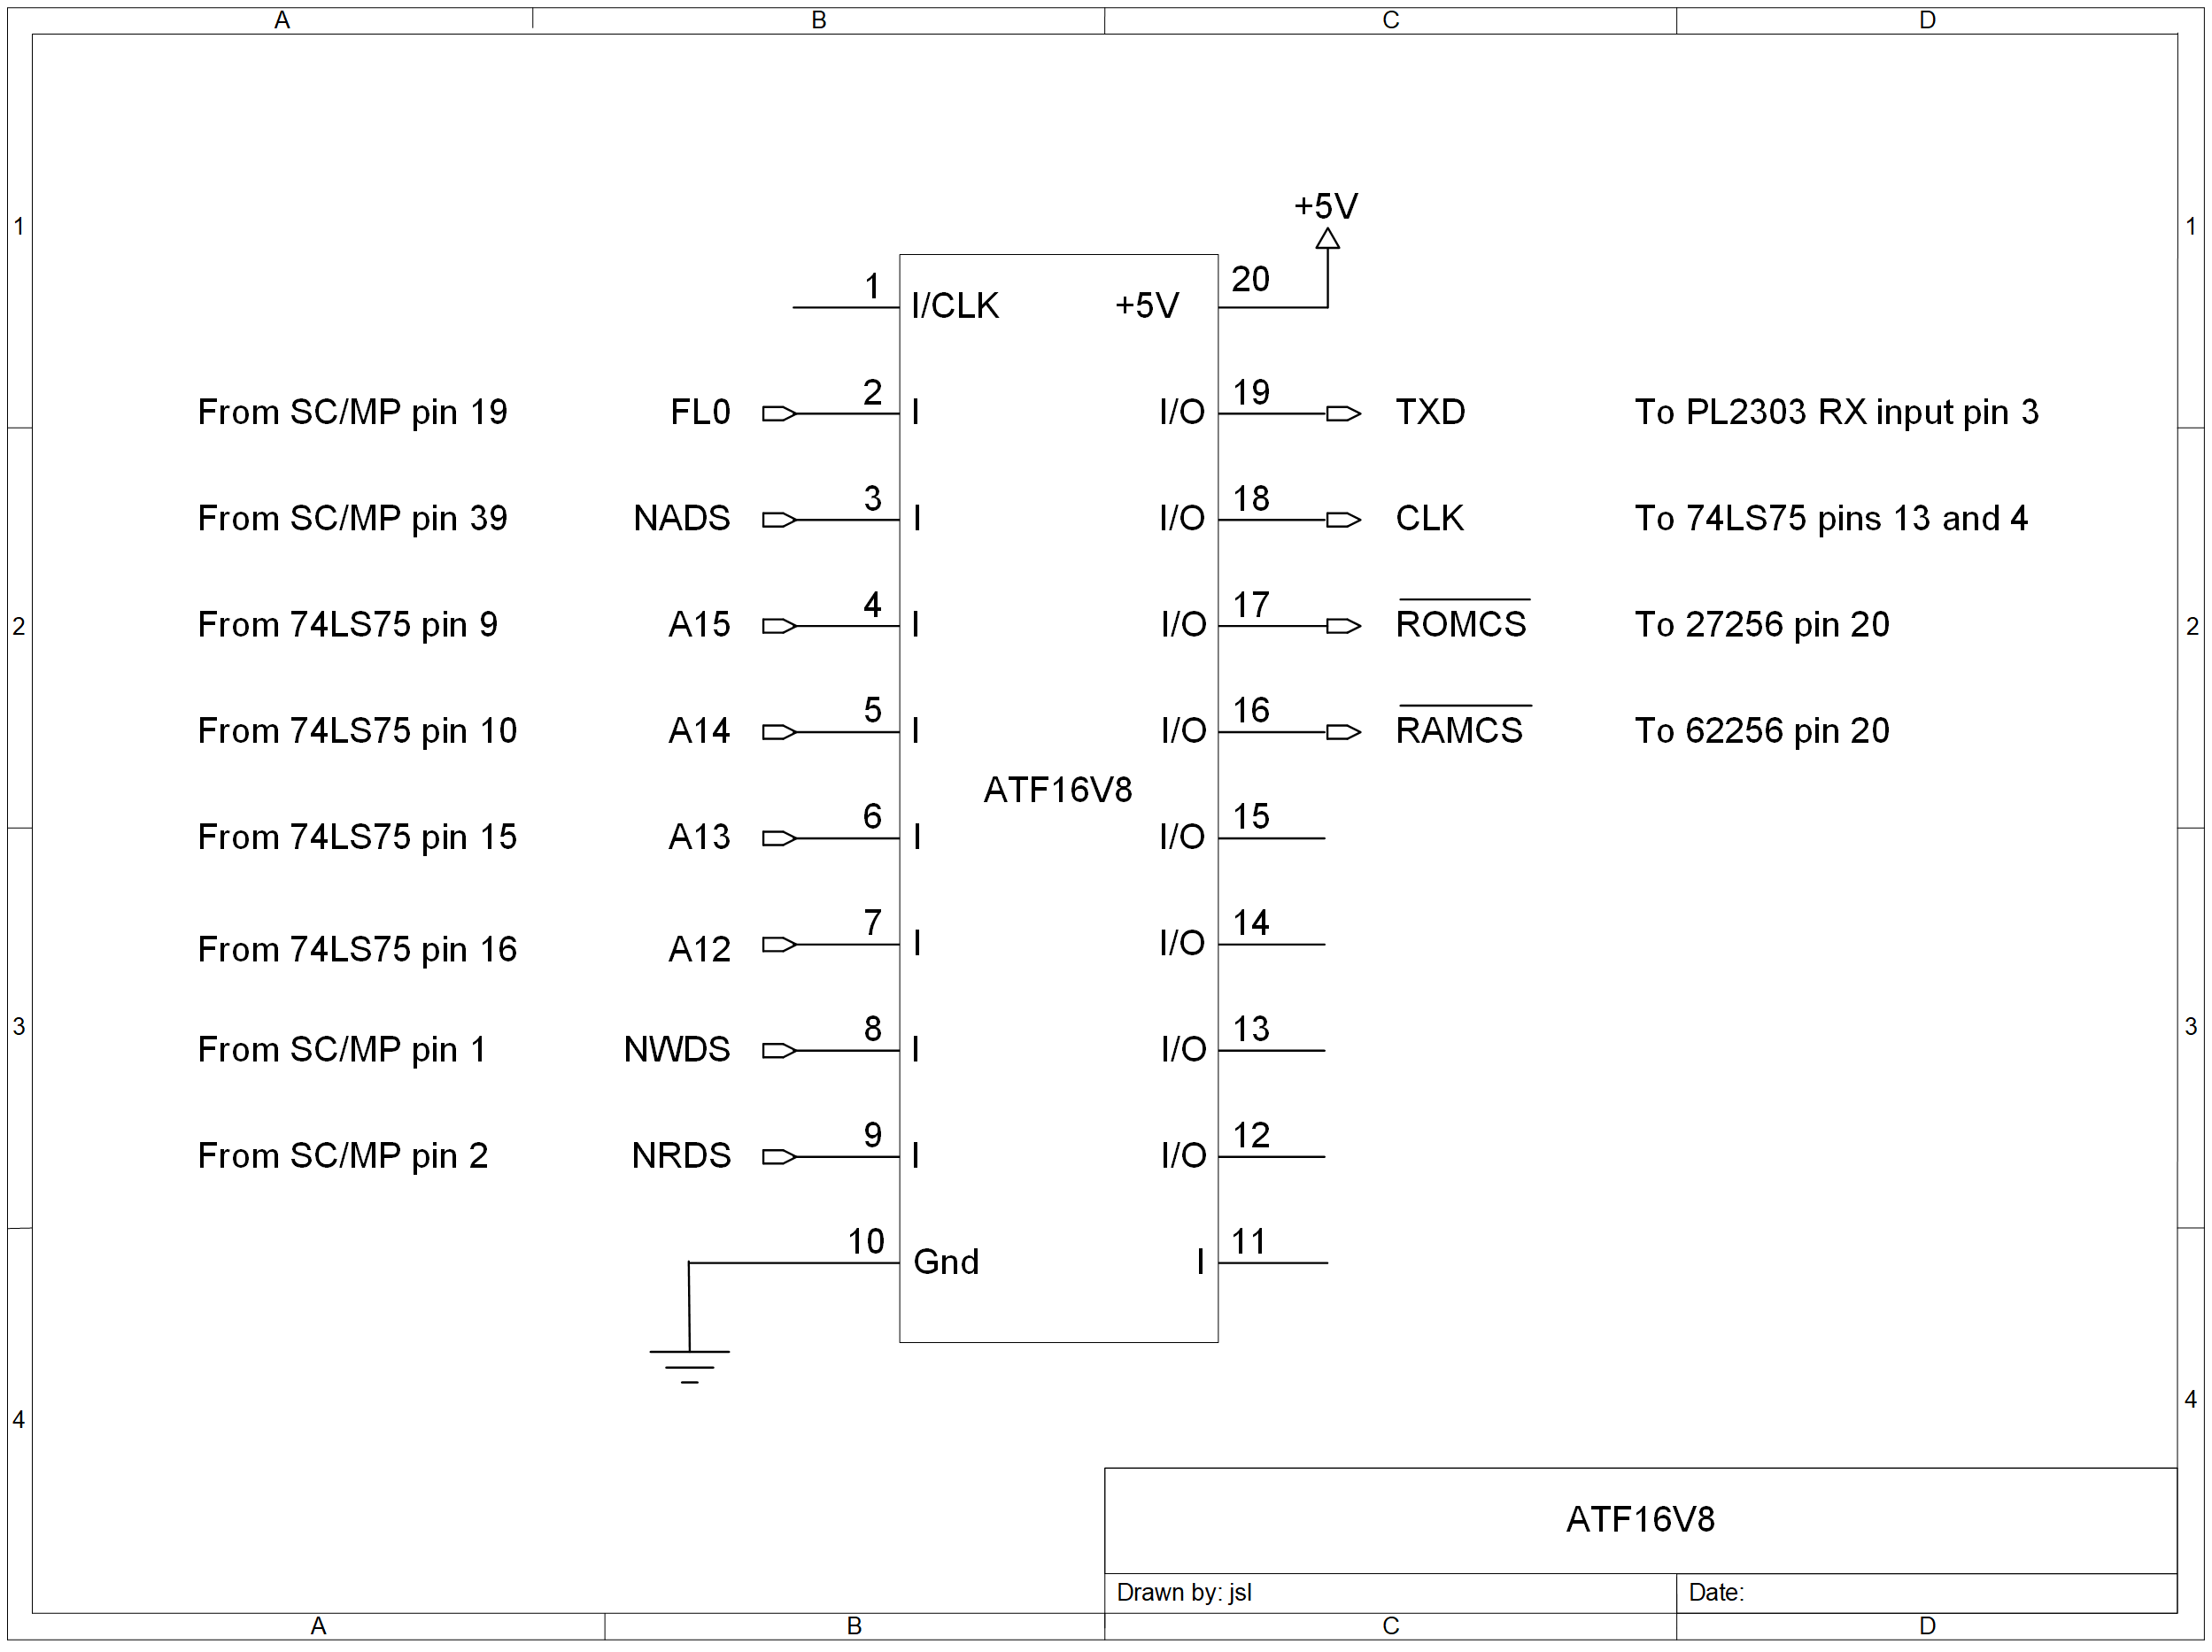 A B C D
+5V
1 1
1 I/CLK +5V 20
From SC/MP pin 19 FL0 2 I I/O 19 TXD To PL2303 RX input pin 3
From SC/MP pin 39 NADS 3 I I/O 18 CLK To 74LS75 pins 13 and 4
2 From 74LS75 pin 9 A15 4 I I/O 17 ROMCS To 27256 pin 20 2
From 74LS75 pin 10 A14 5 I I/O 16 RAMCS To 62256 pin 20
ATF16V8
From 74LS75 pin 15 A13 6 I I/O 15
From 74LS75 pin 16 A12 7 I I/O 14
3 From SC/MP pin 1 NWDS 8 I I/O 13 3
From SC/MP pin 2 NRDS 9 I I/O 12
10 Gnd I 11
4 4
ATF16V8
Drawn by: jsl Date:
A B C D